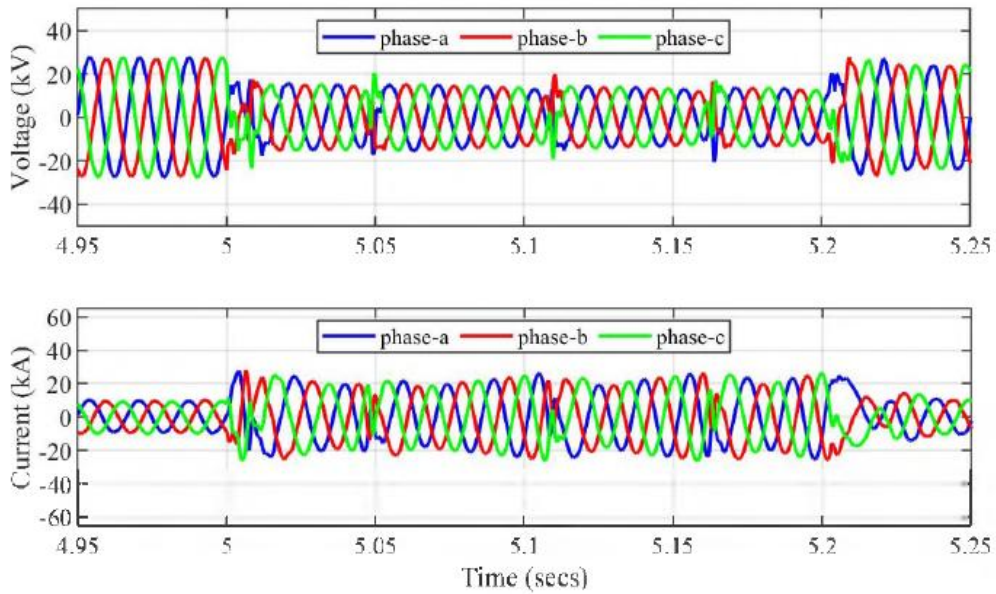 Voltage (kV)
40
20
0
-20
-40
phase-a phase-b phase-c
4.95 5 5.05 5.1 5.15 5.2 5.25
Current (kA)
60
40
20
0
-20
-40
-60
phase-a phase-b phase-c
4.95 5 5.05 5.1 5.15 5.2 5.25
Time (secs)